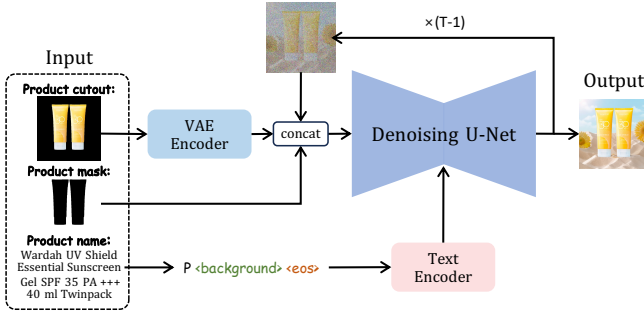 ×(T-1)
Input
Output
Product cutout:
VAE
Encoder
concat
Denoising U-Net
Product mask:
Product name:
Wardah UV Shield
Essential Sunscreen
Gel SPF 35 PA +++
40 ml Twinpack
P <background> <eos>
Text
Encoder